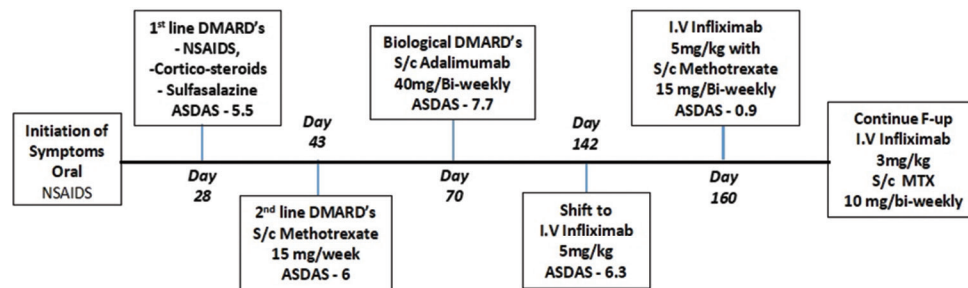 Initiation of
Symptoms
Oral
NSAIDS
1st line DMARD's
- NSAIDS,
-Cortico-steroids
- Sulfasalazine
ASDAS - 5.5
Day
28
Day
43
2nd line DMARD's
S/c Methotrexate
15 mg/week
ASDAS - 6
Biological DMARD's
S/c Adalimumab
40mg/Bi-weekly
ASDAS - 7.7
Day
70
Day
142
Shift to
I.V Infliximab
5mg/kg
ASDAS - 6.3
I.V Infliximab
5mg/kg with
S/c Methotrexate
15 mg/Bi-weekly
ASDAS - 0.9
Day
160
Continue F-up
I.V Infliximab
3mg/kg
S/c MTX
10 mg/bi-weekly